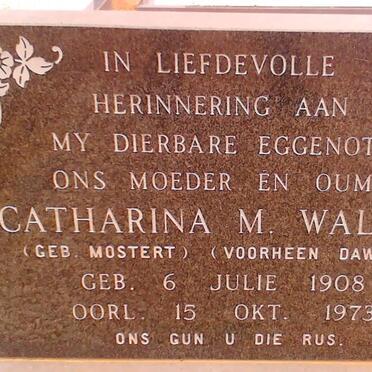 IN LIEFDEVOLLE
HERINNERING AAN
MY DIERBARE EGGENOT
ONS MOEDER EN OUM
CATHARINA M. WAL
(GEB. MOSTERT) (VOORHEEN DAW
GEB. 6 JULIE 1908
OORL. 15 OKT. 1973
ONS GUN U DIE RUS.